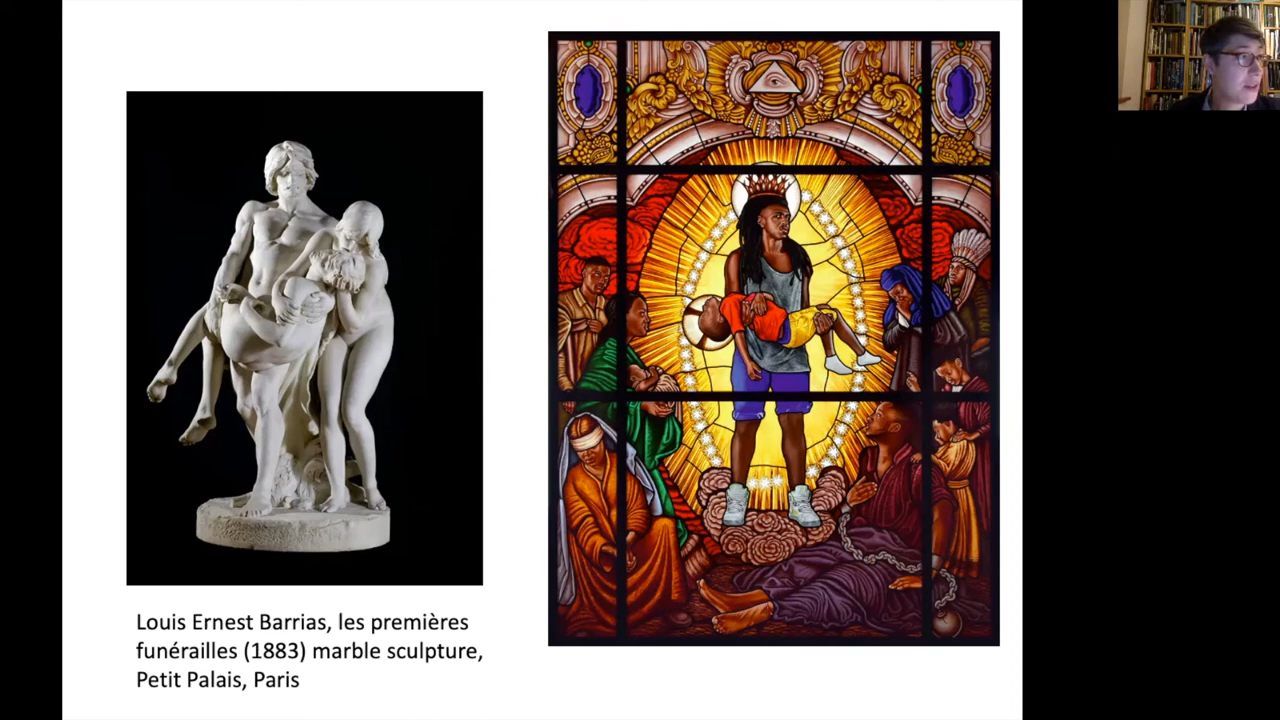 Louis Ernest Barrias, les premières
funérailles (1883) marble sculpture,
Petit Palais, Paris